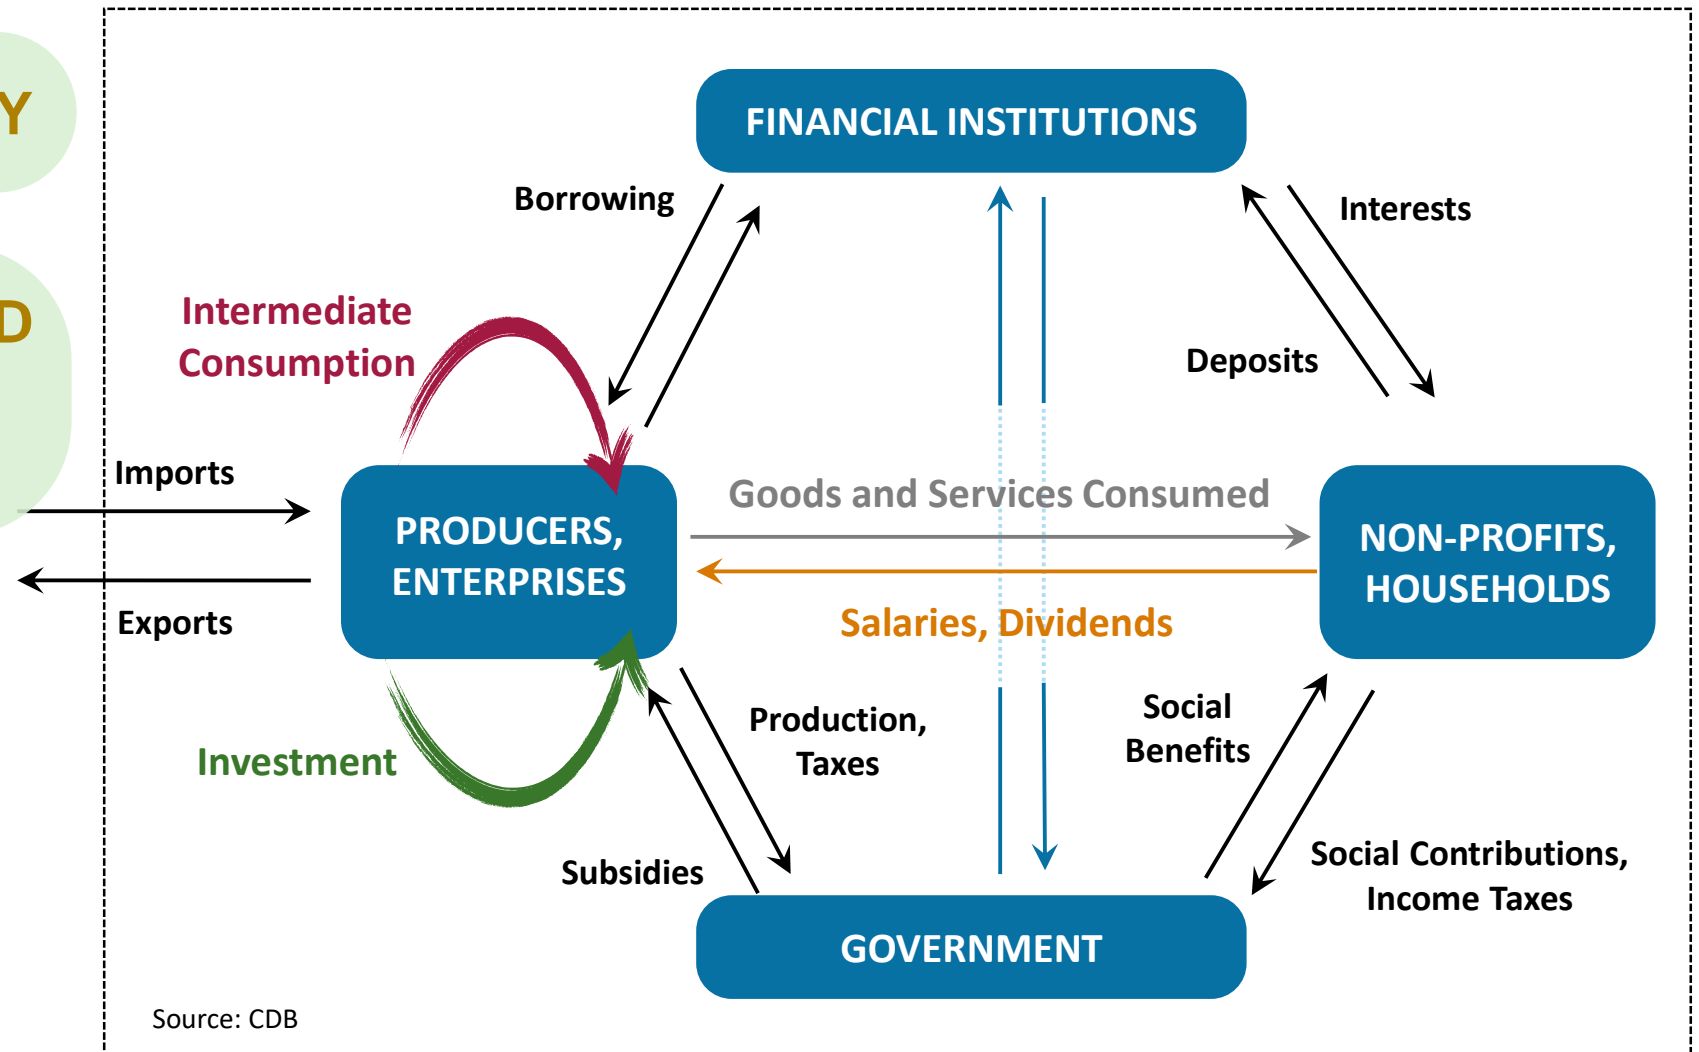 Y
D
FINANCIAL INSTITUTIONS
Borrowing
Interests
Intermediate
Consumption
Deposits
Imports
Goods and Services Consumed
PRODUCERS,
ENTERPRISES
NON-PROFITS,
HOUSEHOLDS
Exports
Salaries, Dividends
Investment
Production,
Taxes
Social
Benefits
Subsidies
Social Contributions,
Income Taxes
GOVERNMENT
Source: CDB